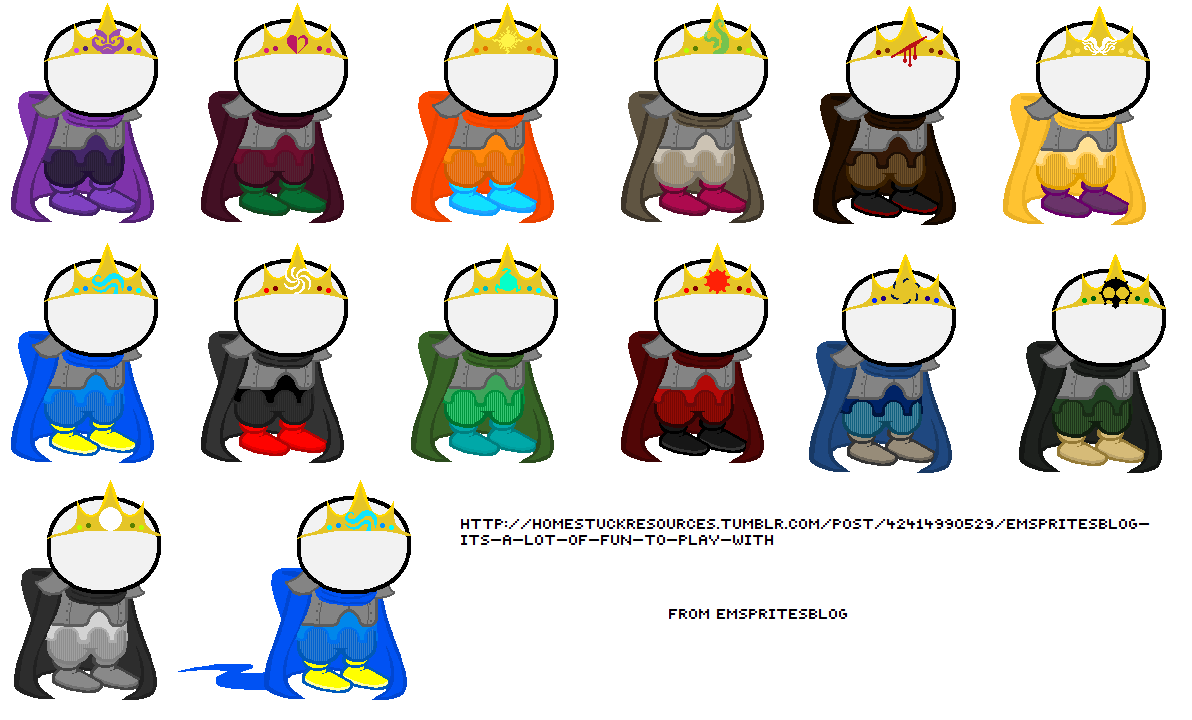 HTTP://HOMESTUCKRESOURCES.TUMBLR.COM/POST/42414990529/EMSPRITESBLOG-
ITS-A-LOT-OF-FUN-TO-PLAY-WITH
FROM EMSPRITESBLOG